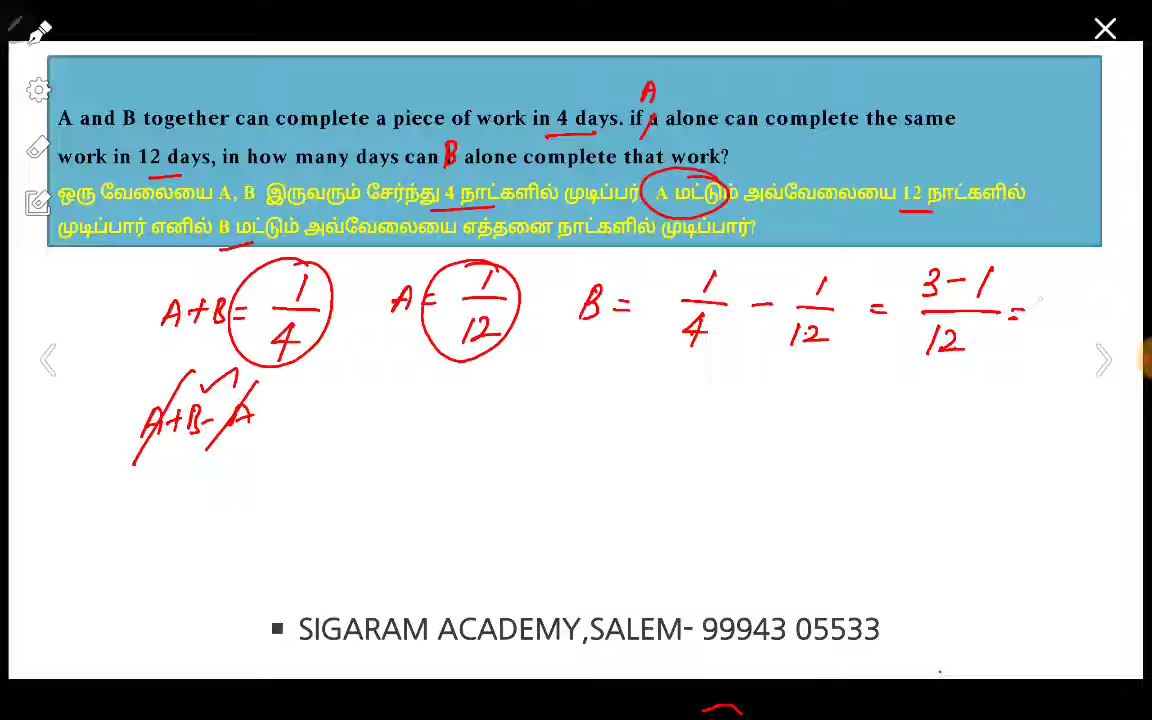 A
A and B together can complete a piece of work in 4 days. if a alone can complete the same
work in 12 days, in how many days can B alone complete that work?
ஒரு வேலையை A, B இருவரும் சேர்ந்து 4 நாட்களில் முடிப்பர் A மட்டும் அவ்வேலையை 12 நாட்களில்
முடிப்பார் எனில் B மட்டும் அவ்வேலையை எத்தனை நாட்களில் முடிப்பார்?
A+B = 1/4 A = 1/12 B = 1/4 - 1/12 = 3-1/12 =
A+B-A
▪ SIGARAM ACADEMY,SALEM- 99943 05533